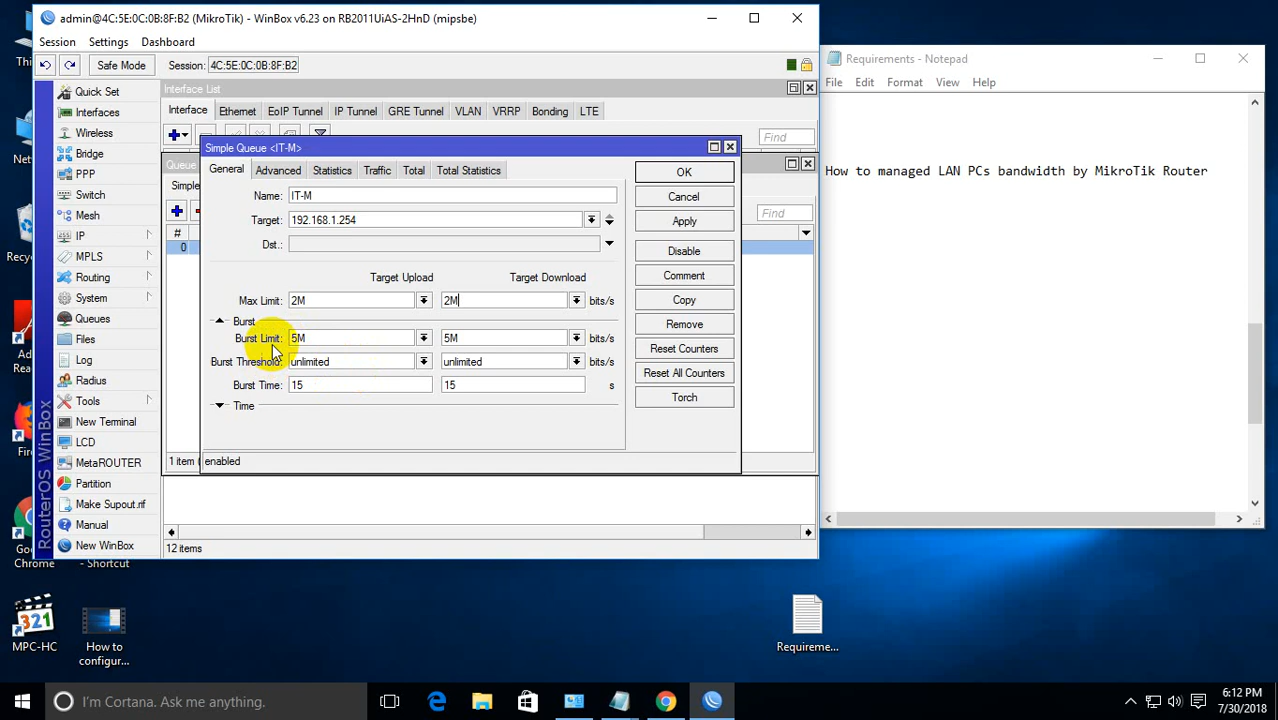 admin@4C:5E:0C:0B:8F:B2 (MikroTik) - WinBox v6.23 on RB2011UiAS-2HnD (mipsbe)
Session Settings Dashboard
Safe Mode Session: 4C:5E:0C:0B:8F:B2
Requirements - Notepad
File Edit Format View Help
How to managed LAN PCs bandwidth by MikroTik Router
Quick Set
Interfaces
Wireless
Bridge
PPP
Switch
Mesh
IP
MPLS
Routing
System
Queues
Files
Log
Radius
Tools
New Terminal
LCD
MetaROUTER
Partition
Make Supout.rif
Manual
New WinBox
RouterOS WinBox
Interface List
Interface Ethernet EoIP Tunnel IP Tunnel GRE Tunnel VLAN VRRP Bonding LTE
Find
Queue
Simple
Find
#
0
1 item
12 items
Simple Queue <IT-M>
General Advanced Statistics Traffic Total Total Statistics
Name: IT-M
Target: 192.168.1.254
Dst.:
Target Upload Target Download
Max Limit: 2M 2M bits/s
Burst
Burst Limit: 5M 5M bits/s
Burst Threshold: unlimited unlimited bits/s
Burst Time: 15 15 s
Time
enabled
OK
Cancel
Apply
Disable
Comment
Copy
Remove
Reset Counters
Reset All Counters
Torch
Chrome
- Shortcut
MPC-HC
How to
configur...
Requireme...
I'm Cortana. Ask me anything.
6:12 PM
7/30/2018